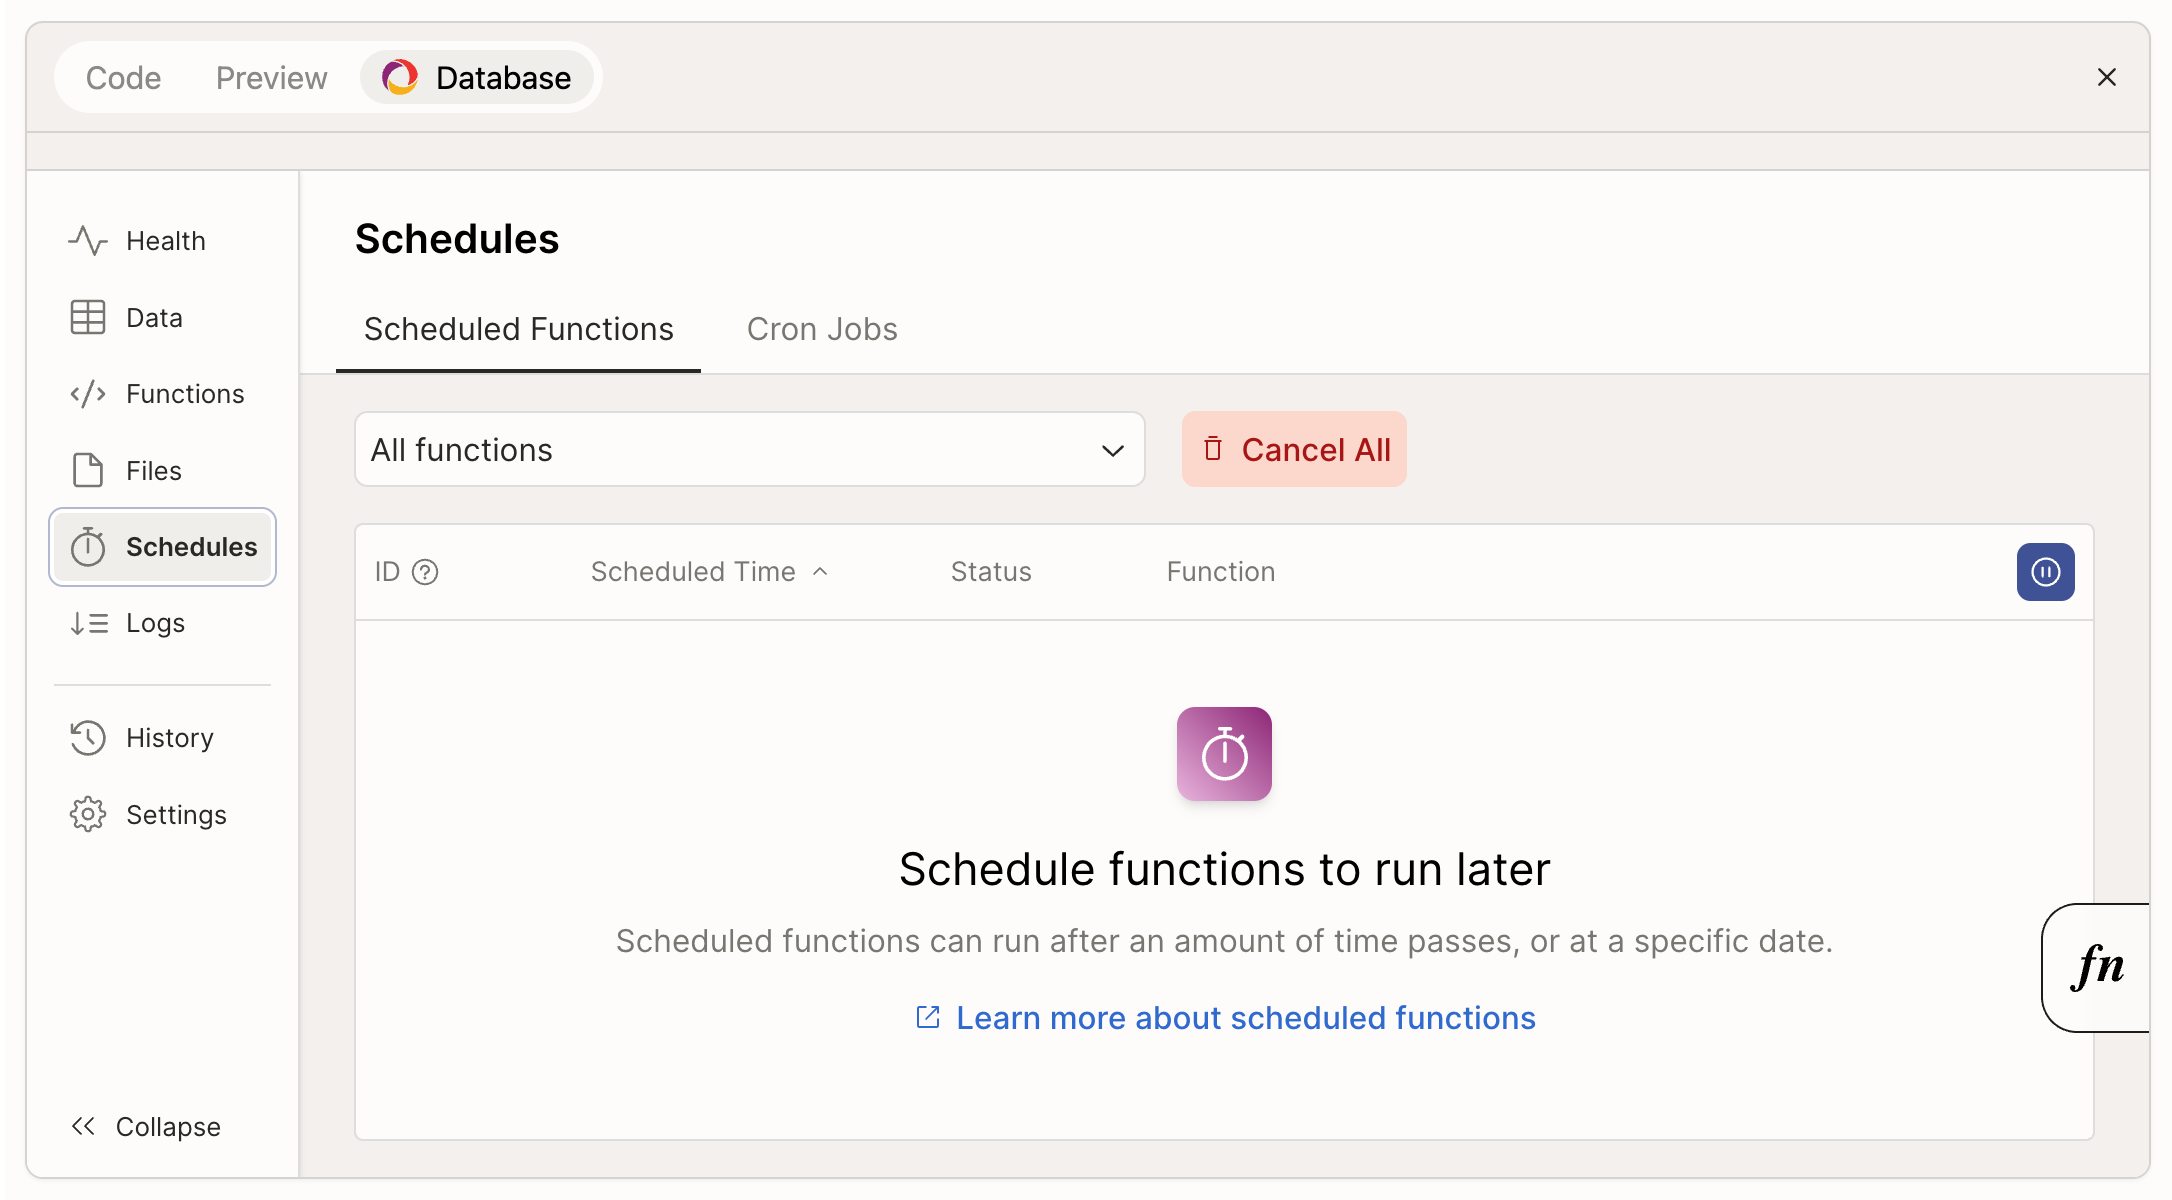 Code Preview Database
Health
Data
Functions
Files
Schedules
Logs
History
Settings
Collapse
Schedules
Scheduled Functions Cron Jobs
All functions Cancel All
ID Scheduled Time Status Function
Schedule functions to run later
Scheduled functions can run after an amount of time passes, or at a specific date.
Learn more about scheduled functions
fn